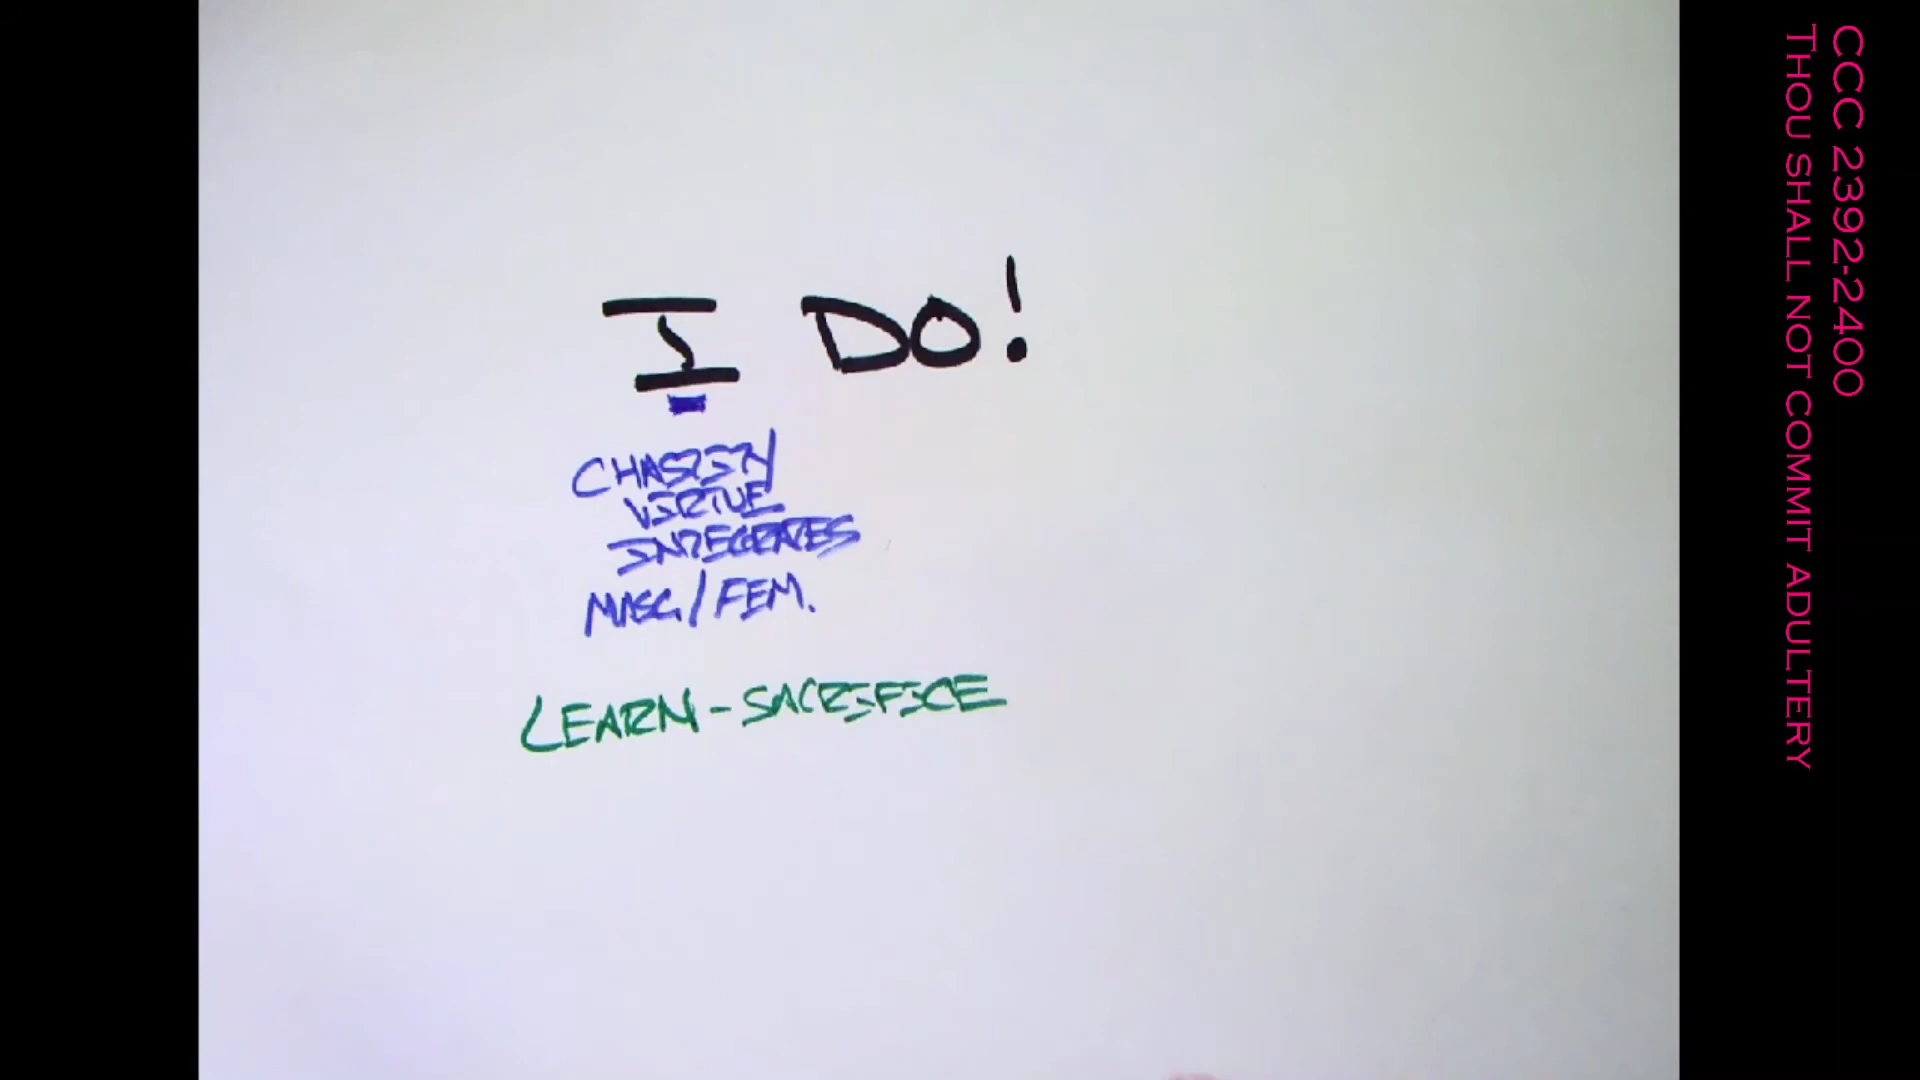 I DO!
CHASTITY
VIRTUE
INTEGRATES
MASC./FEM.
LEARN - SACRIFICE
CCC 2392-2400
THOU SHALL NOT COMMIT ADULTERY